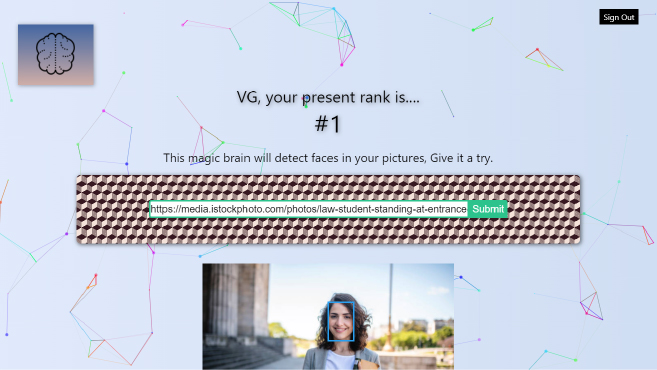 Sign Out
VG, your present rank is....
#1
This magic brain will detect faces in your pictures, Give it a try.
https://media.istockphoto.com/photos/law-student-standing-at-entrance
Submit